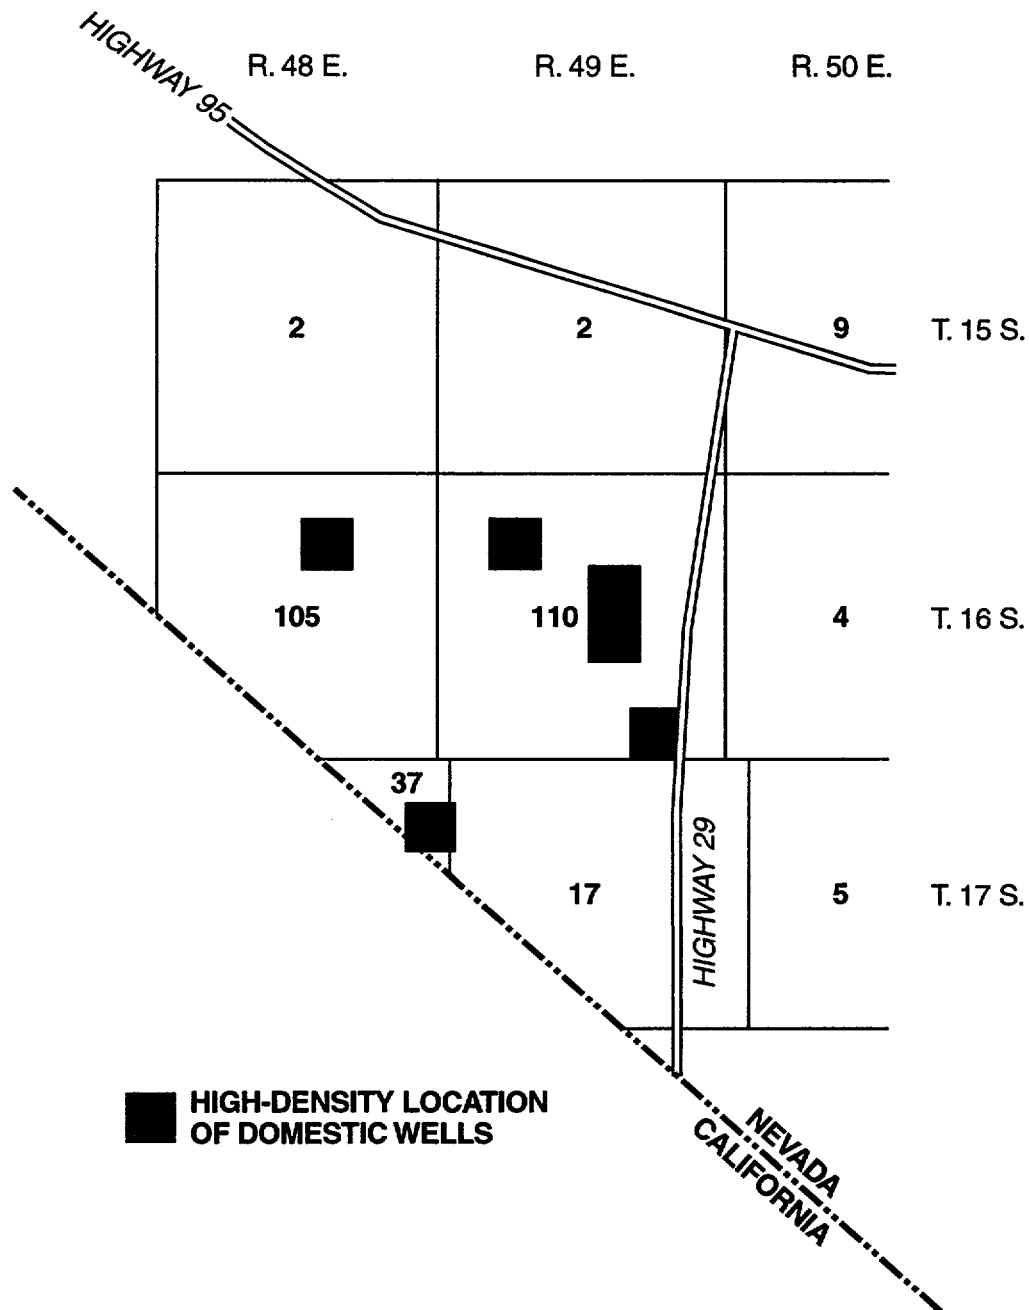 HIGHWAY 95
R. 48 E.
R. 49 E.
R. 50 E.
2
2
9
T. 15 S.
105
110
4
T. 16 S.
37
17
HIGHWAY 29
5
T. 17 S.
HIGH-DENSITY LOCATION
OF DOMESTIC WELLS
NEVADA
CALIFORNIA